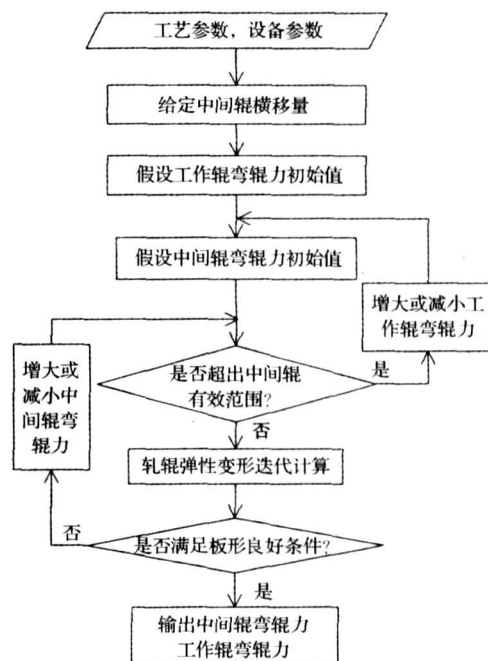 工艺参数，设备参数
给定中间辊横移量
假设工作辊弯辊力初始值
假设中间辊弯辊力初始值
增大或减小工
作辊弯辊力
是否超出中间辊
有效范围?
是
增大或
减小中
间辊弯
辊力
否
轧辊弹性变形迭代计算
否
是否满足板形良好条件?
是
输出中间辊弯辊力
工作辊弯辊力